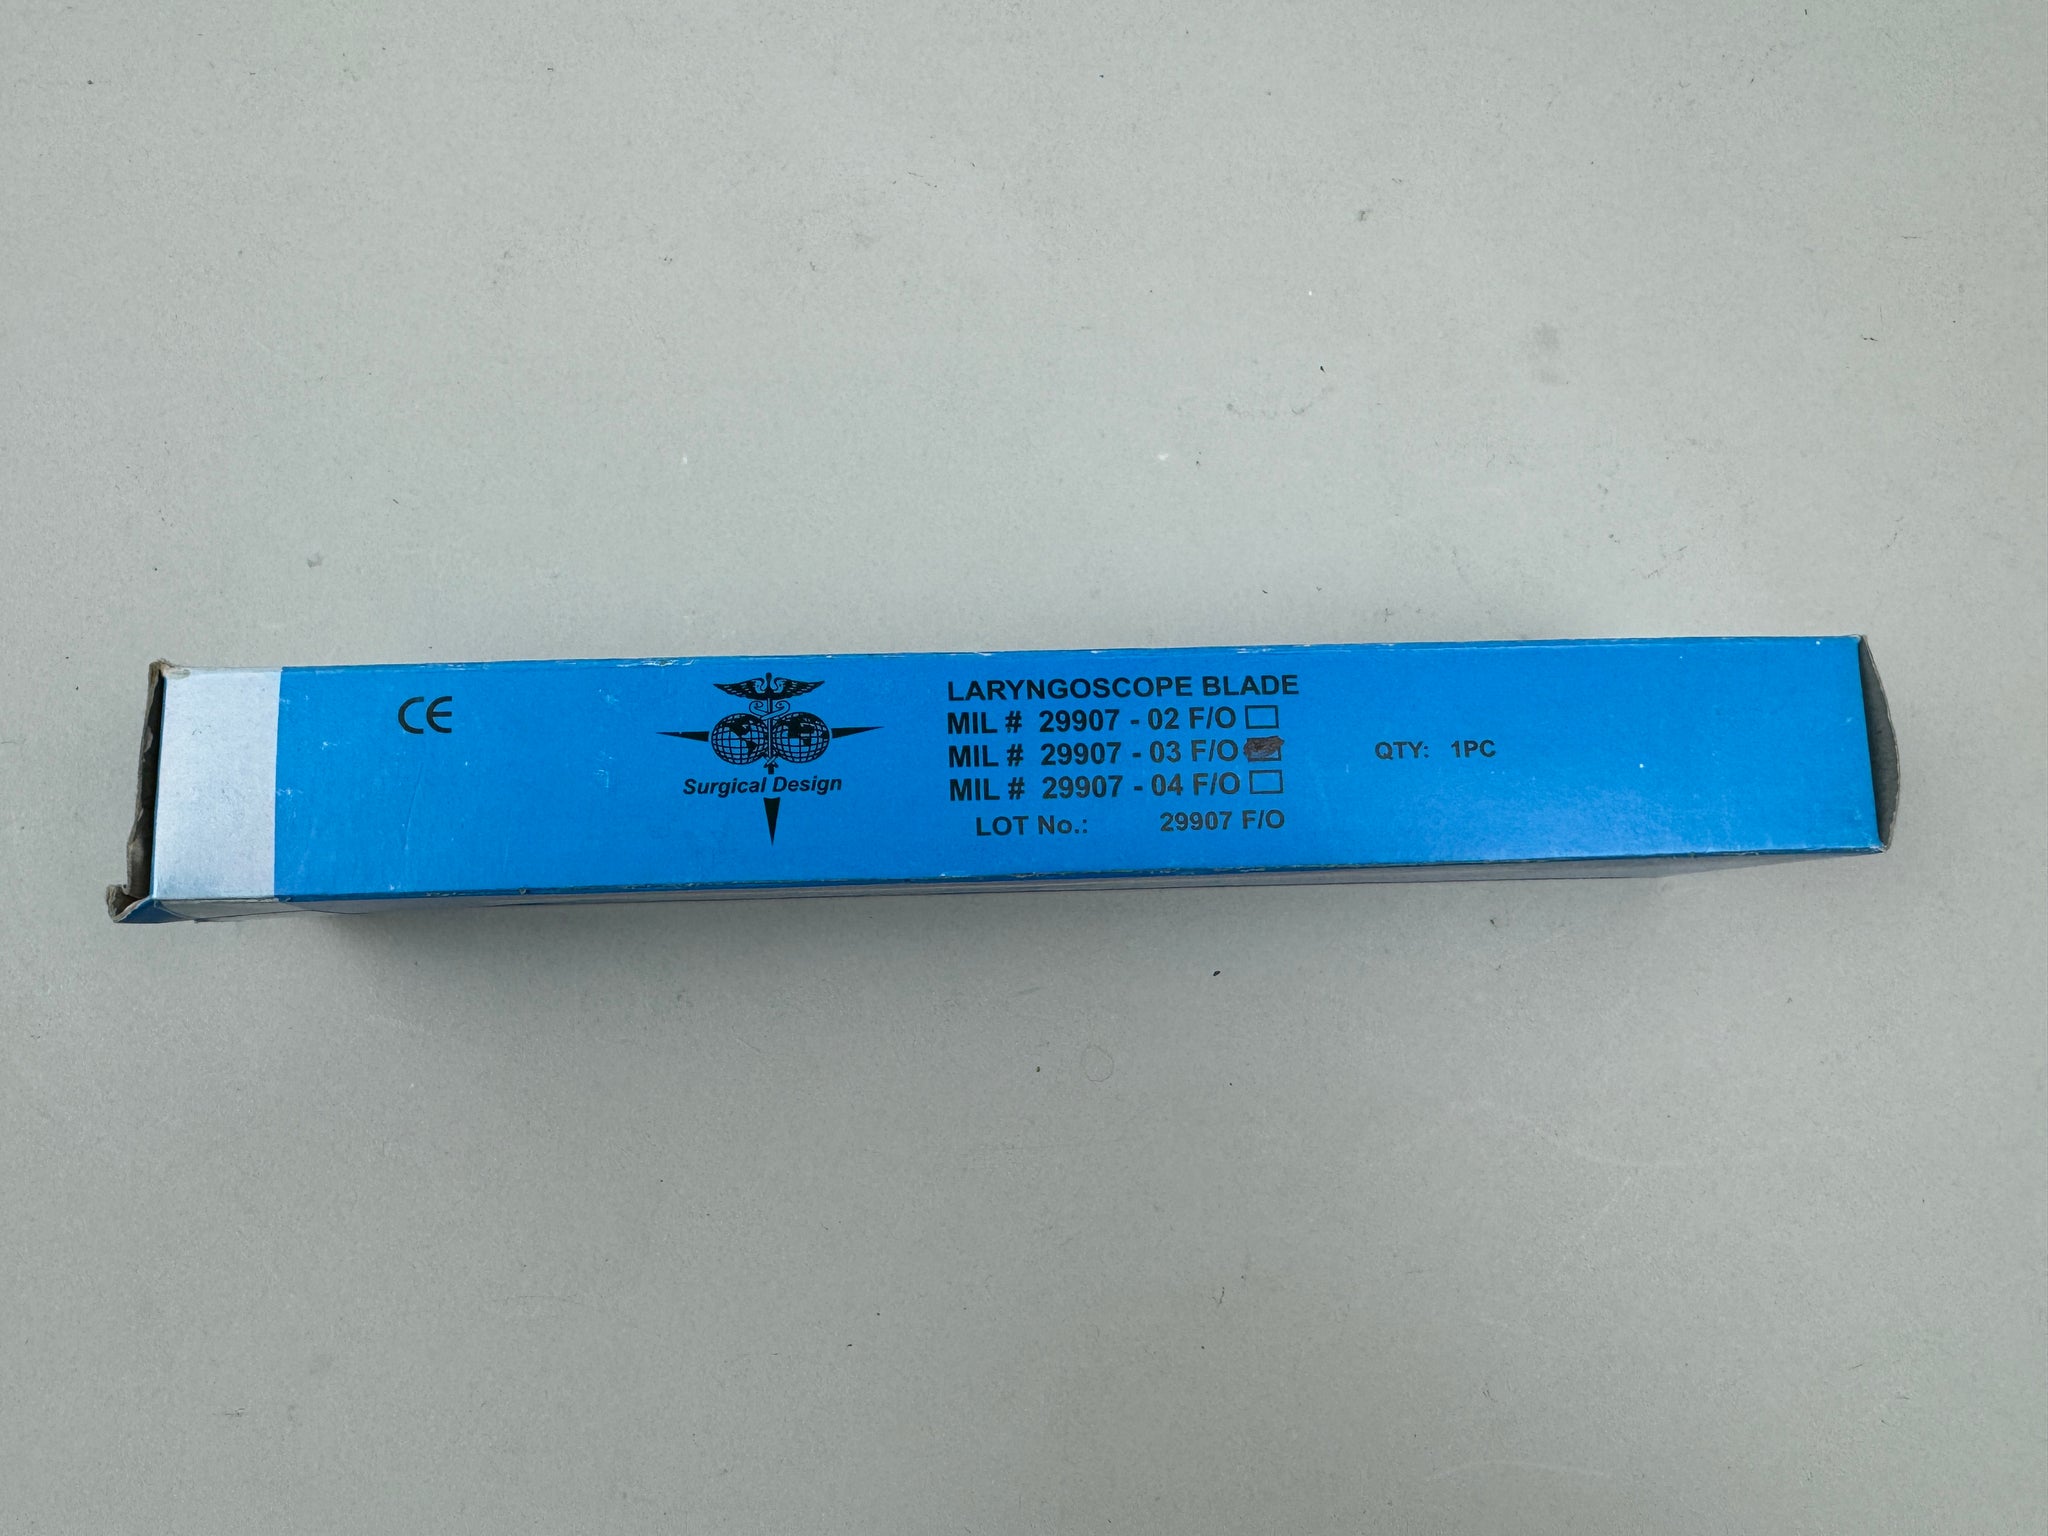 CE
Surgical Design
LARYNGOSCOPE BLADE
MIL # 29907 - 02 F/O
MIL # 29907 - 03 F/O
MIL # 29907 - 04 F/O
LOT No.: 29907 F/O
QTY: 1PC